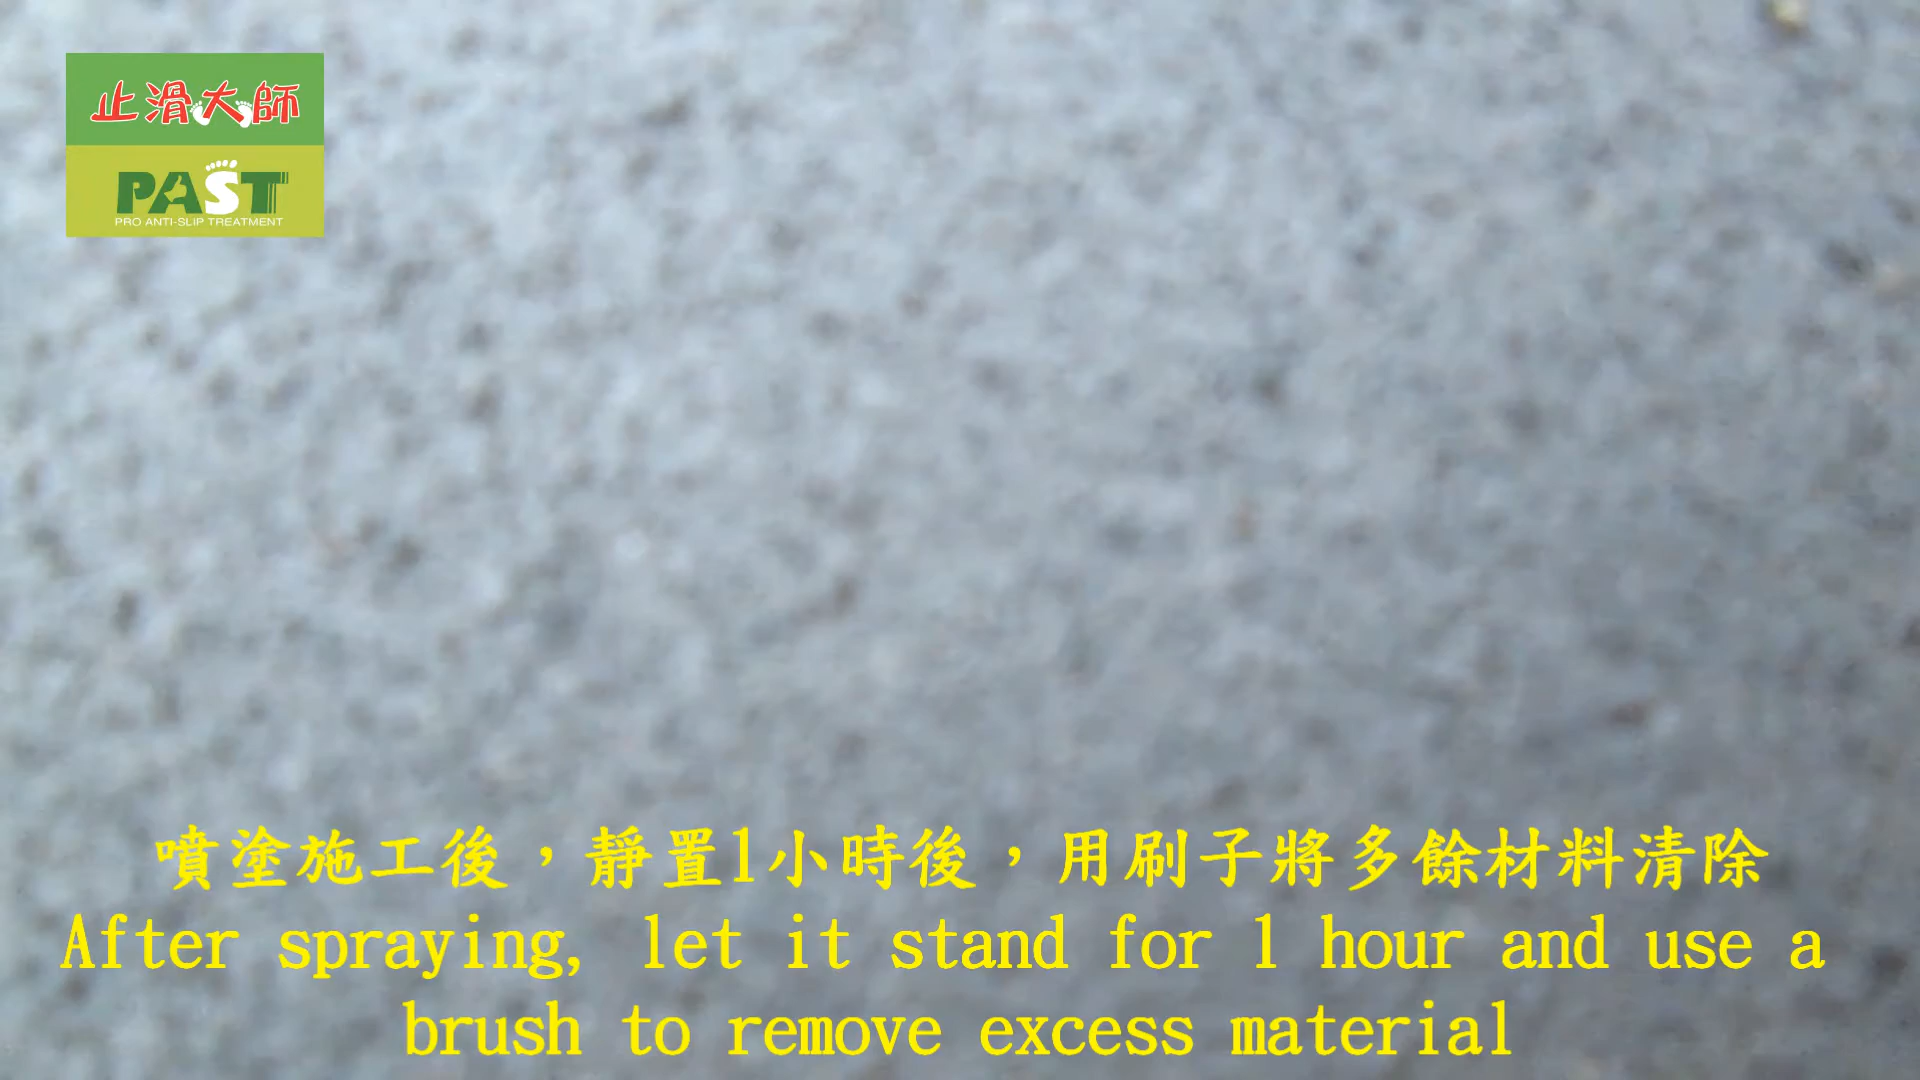 止滑大師
PAST
PRO ANTI-SLIP TREATMENT
噴塗施工後，靜置1小時後，用刷子將多餘材料清除
After spraying, let it stand for 1 hour and use a
brush to remove excess material